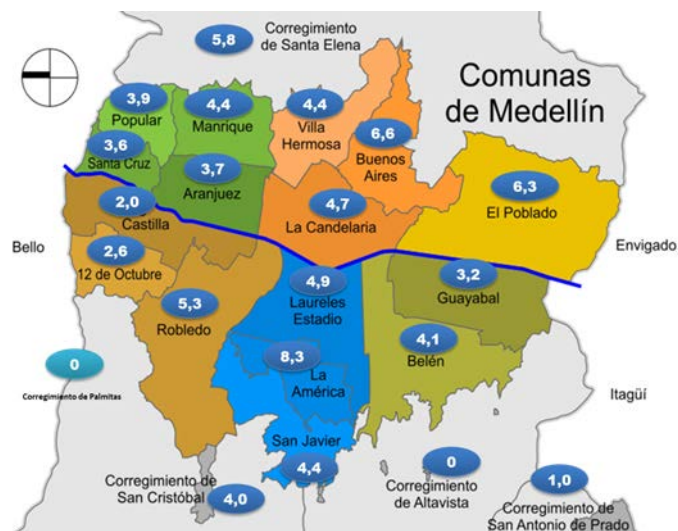 Corregimiento
de Santa Elena
5,8
Comunas
de Medellín
3,9
Popular
4,4
Manrique
4,4
Villa
Hermosa
6,6
Buenos
Aires
3,6
Santa Cruz
3,7
Aranjuez
6,3
El Poblado
2,0
Castilla
4,7
La Candelaria
Bello
Envigado
2,6
12 de Octubre
4,9
Laureles
Estadio
3,2
Guayabal
5,3
Robledo
4,1
Belén
8,3
La
América
0
Corregimiento de Palmitas
Itagüí
San Javier
4,4
Corregimiento de
San Cristóbal
4,0
0
Corregimiento
de Altavista
1,0
Corregimiento de
San Antonio de Prado